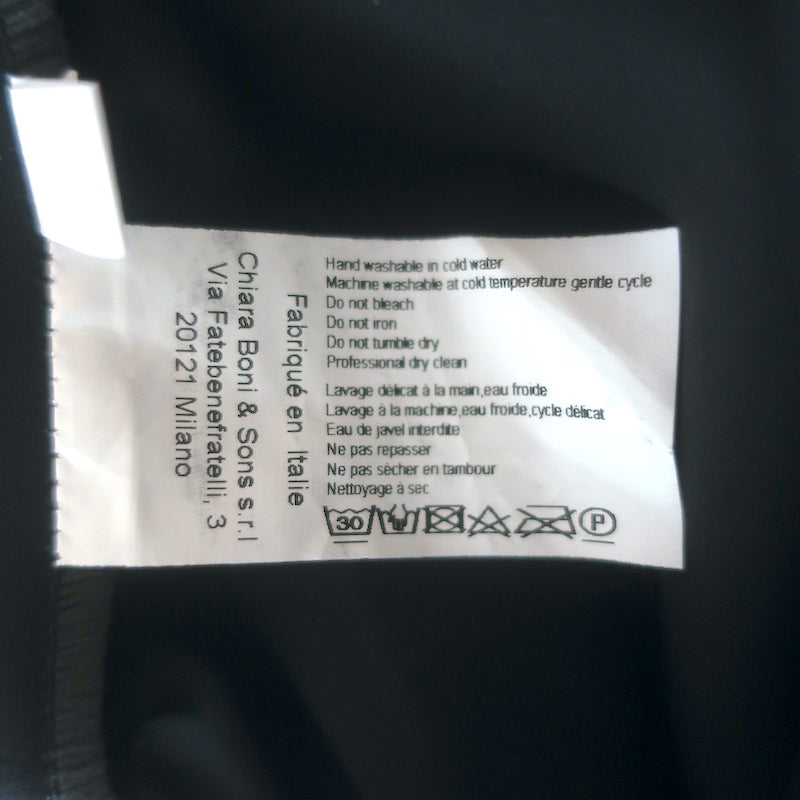 Hand washable in cold water
Machine washable at cold temperature gentle cycle
Do not bleach
Do not iron
Do not tumble dry
Professional dry clean
Lavage délicat à la main,eau froide
Lavage à la machine,eau froide,cycle délicat
Eau de javel interdite
Ne pas repasser
Ne pas sécher en tambour
Nettoyage à sec
30 P
Fabriqué en Italie
Chiara Boni & Sons s.r.l
Via Fatebenefratelli, 3
20121 Milano